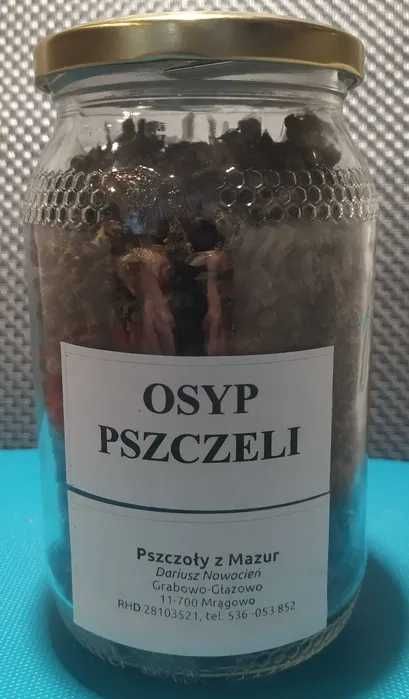 OSYP
PSZCZELI
Pszczoły z Mazur
Dariusz Nowocień
Grabowo-Głazowo
11-700 Mrągowo
RHD 28103521, tel. 536-053 852